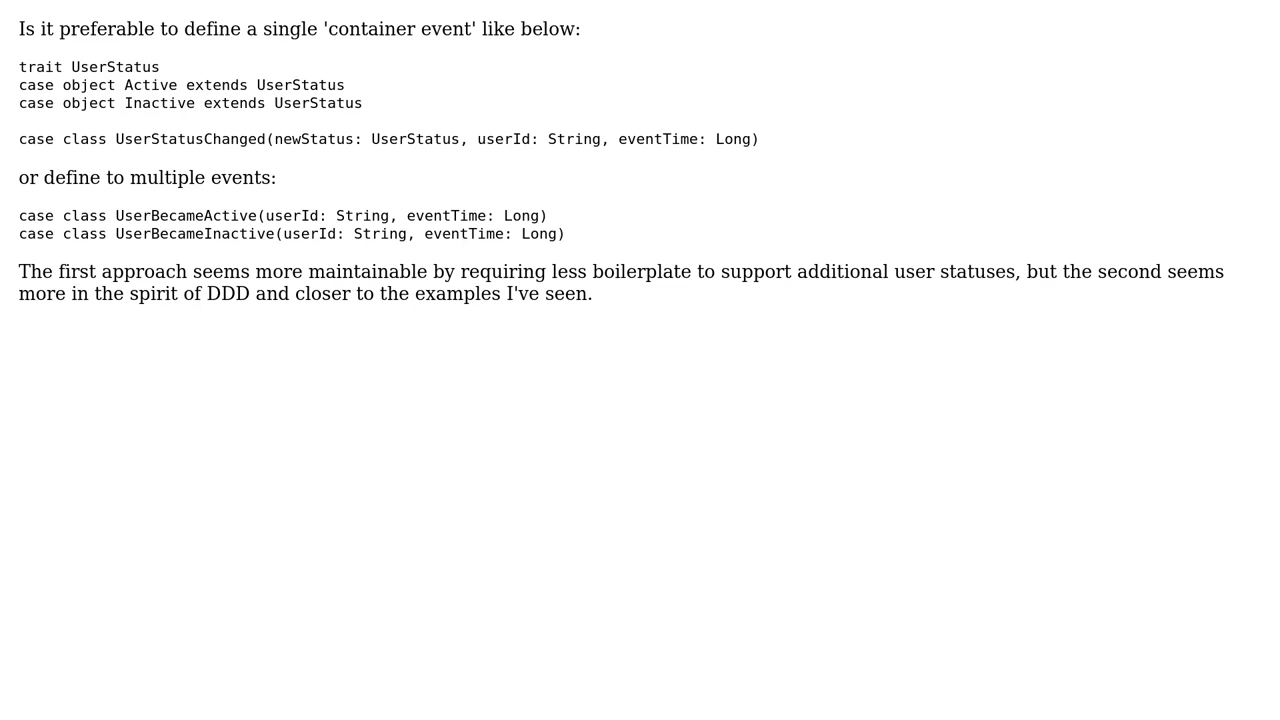 Is it preferable to define a single 'container event' like below:
trait UserStatus
case object Active extends UserStatus
case object Inactive extends UserStatus
case class UserStatusChanged(newStatus: UserStatus, userId: String, eventTime: Long)
or define to multiple events:
case class UserBecameActive(userId: String, eventTime: Long)
case class UserBecameInactive(userId: String, eventTime: Long)
The first approach seems more maintainable by requiring less boilerplate to support additional user statuses, but the second seems
more in the spirit of DDD and closer to the examples I've seen.